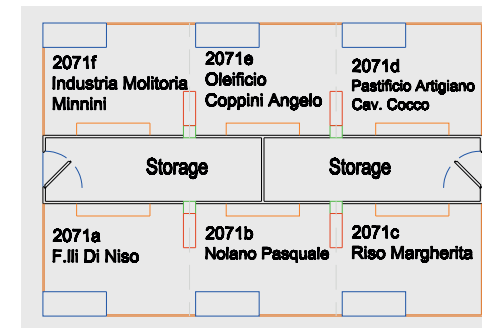 2071f
Industria Molitoria
Minnini
2071e
Oleificio
Coppini Angelo
2071d
Pastificio Artigiano
Cav. Cocco
Storage
Storage
2071a
F.lli Di Niso
2071b
Nolano Pasquale
2071c
Riso Margherita